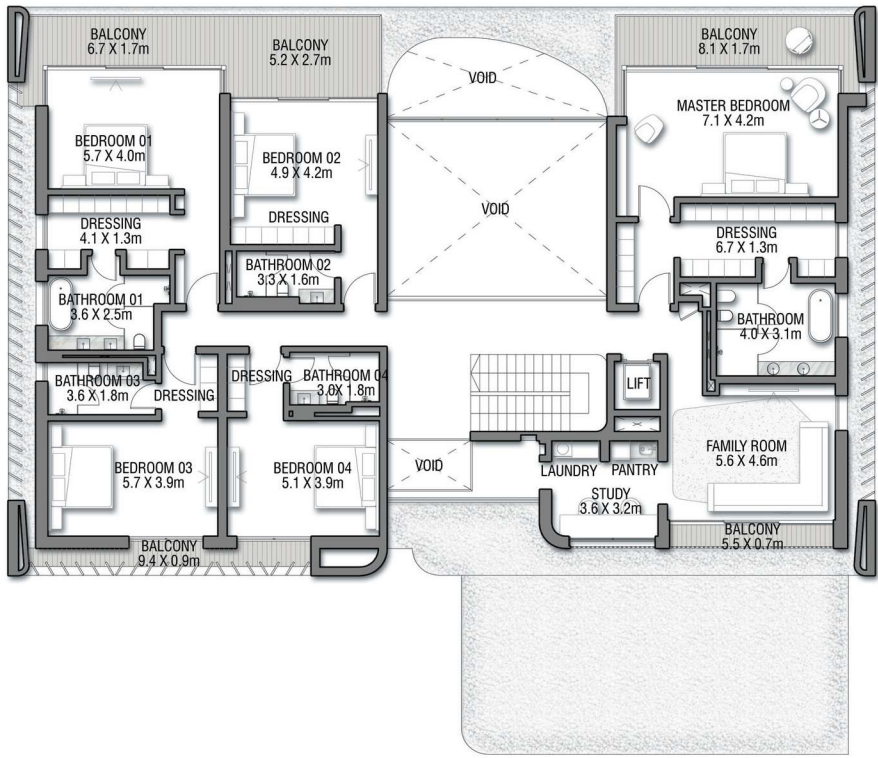 BALCONY
6.7 X 1.7m
BALCONY
5.2 X 2.7m
VOID
BALCONY
8.1 X 1.7m
MASTER BEDROOM
7.1 X 4.2m
BEDROOM 01
5.7 X 4.0m
BEDROOM 02
4.9 X 4.2m
DRESSING
VOID
DRESSING
4.1 X 1.3m
DRESSING
6.7 X 1.3m
BATHROOM 02
3.3 X 1.6m
BATHROOM 01
3.6 X 2.5m
BATHROOM
4.0 X 3.1m
BATHROOM 03
3.6 X 1.8m
DRESSING
DRESSING
BATHROOM 04
3.0X 1.8m
LIFT
BEDROOM 03
5.7 X 3.9m
BEDROOM 04
5.1 X 3.9m
VOID
LAUNDRY
PANTRY
STUDY
3.6 X 3.2m
FAMILY ROOM
5.6 X 4.6m
BALCONY
9.4 X 0.9m
BALCONY
5.5 X 0.7m